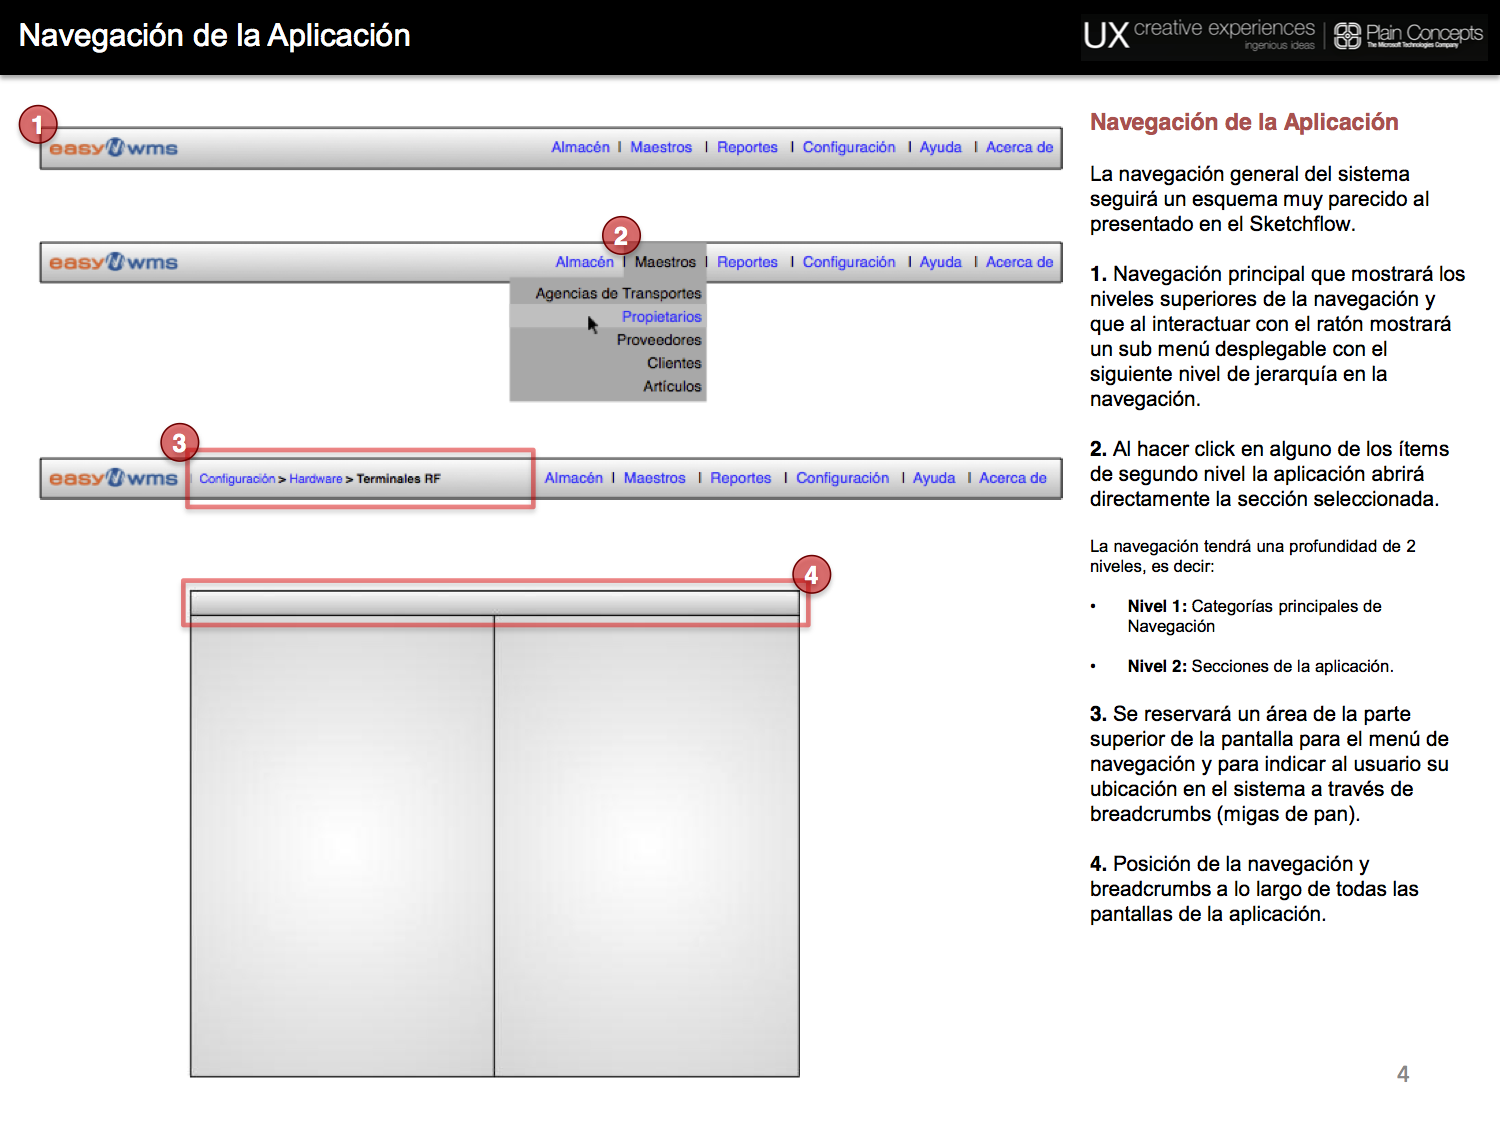 Navegación de la Aplicación
UX creative experiences
ingenious ideas
Plain Concepts
The Microsoft Technologies Company
1
easy wms
Almacén | Maestros | Reportes | Configuración | Ayuda | Acerca de
2
easy wms
Almacén | Maestros | Reportes | Configuración | Ayuda | Acerca de
Agencias de Transportes
Propietarios
Proveedores
Clientes
Artículos
3
easy wms
Configuración > Hardware > Terminales RF
Almacén | Maestros | Reportes | Configuración | Ayuda | Acerca de
4
Navegación de la Aplicación
La navegación general del sistema
seguirá un esquema muy parecido al
presentado en el Sketchflow.
1. Navegación principal que mostrará los
niveles superiores de la navegación y
que al interactuar con el ratón mostrará
un sub menú desplegable con el
siguiente nivel de jerarquía en la
navegación.
2. Al hacer click en alguno de los ítems
de segundo nivel la aplicación abrirá
directamente la sección seleccionada.
La navegación tendrá una profundidad de 2
niveles, es decir:
• Nivel 1: Categorías principales de
Navegación
• Nivel 2: Secciones de la aplicación.
3. Se reservará un área de la parte
superior de la pantalla para el menú de
navegación y para indicar al usuario su
ubicación en el sistema a través de
breadcrumbs (migas de pan).
4. Posición de la navegación y
breadcrumbs a lo largo de todas las
pantallas de la aplicación.
4